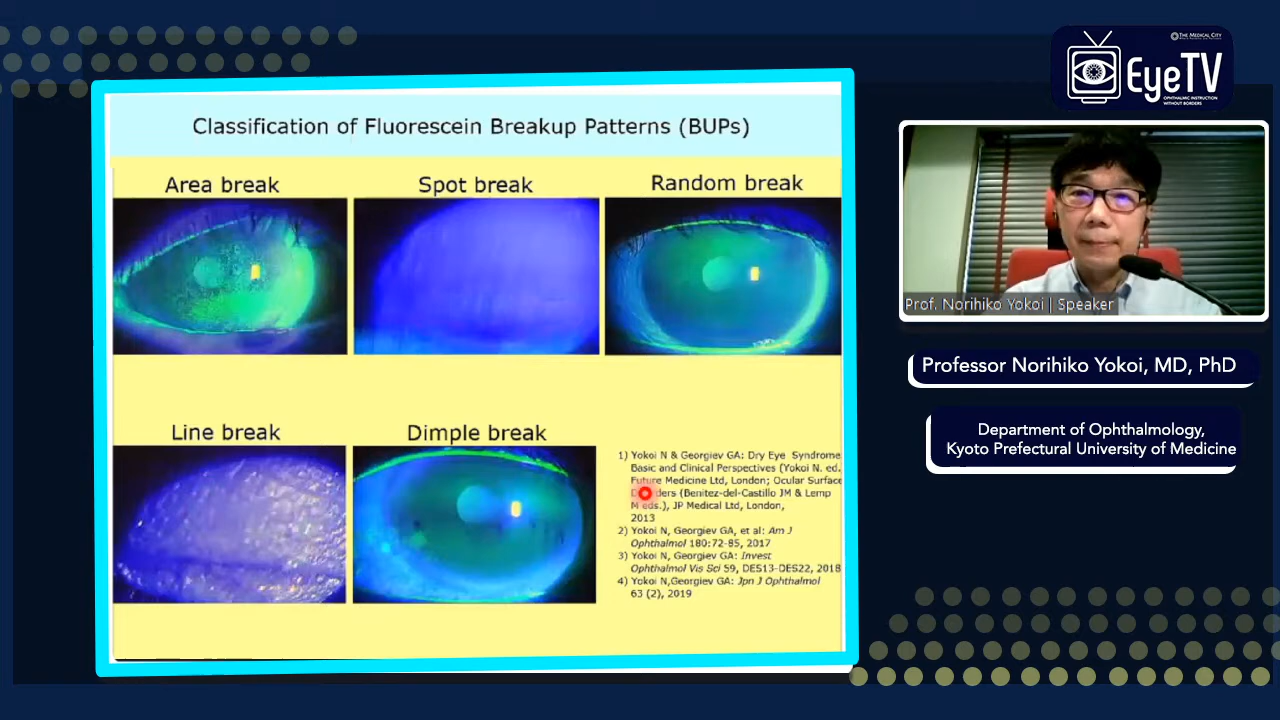 THE MEDICAL CITY
EyeTV
OPHTHALMIC INSTRUCTION
WITHOUT BORDERS
Classification of Fluorescein Breakup Patterns (BUPs)
Area break
Spot break
Random break
Line break
Dimple break
1) Yokoi N & Georgiev GA: Dry Eye Syndrome
Basic and Clinical Perspectives (Yokoi N. ed.
Future Medicine Ltd, London; Ocular Surface
(Benitez-del-Castillo JM & Lemp
M eds.), JP Medical Ltd, London,
2013
2) Yokoi N, Georgiev GA, et al: Am J
Ophthalmol 180:72-85, 2017
3) Yokoi N, Georgiev GA: Invest
Ophthalmol Vis Sci 59, DES13-DES22, 2018
4) Yokoi N,Georgiev GA: Jpn J Ophthalmol
63 (2), 2019
Prof. Norihiko Yokoi | Speaker
Professor Norihiko Yokoi, MD, PhD
Department of Ophthalmology,
Kyoto Prefectural University of Medicine